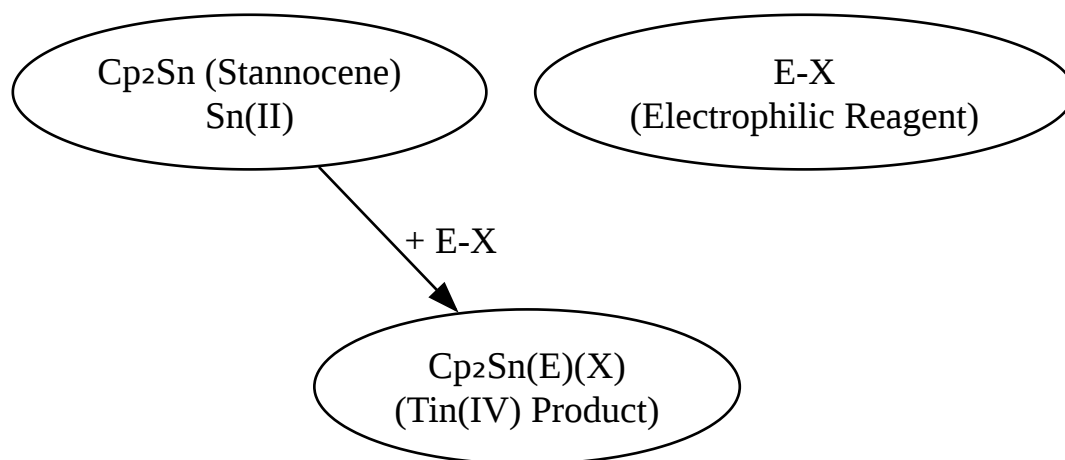 Cp₂Sn (Stannocene)
Sn(II)
E-X
(Electrophilic Reagent)
+ E-X
Cp₂Sn(E)(X)
(Tin(IV) Product)